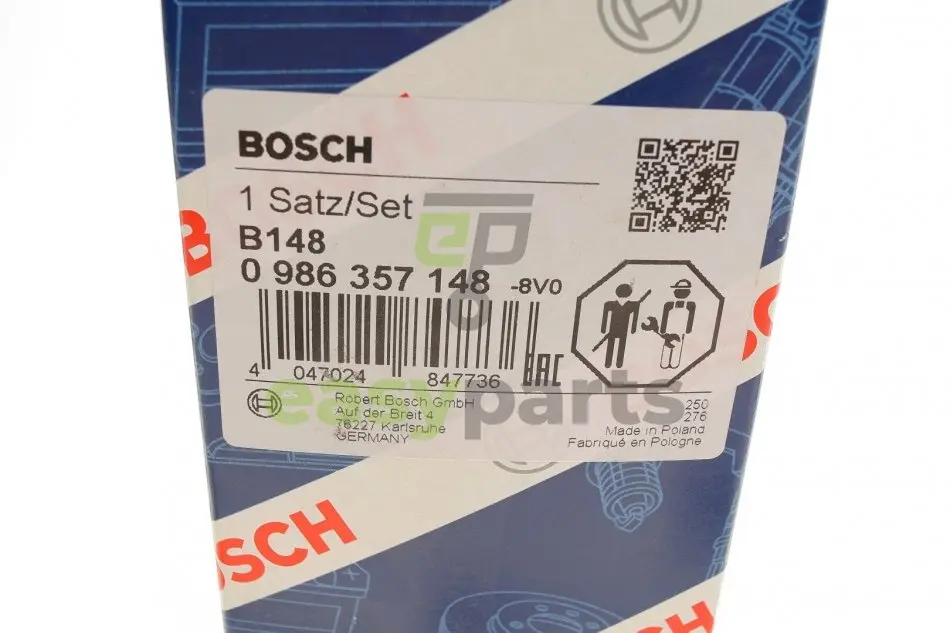 BOSCH
1 Satz/Set
B148
0 986 357 148 -8V0
4 047024 847736
EAC
Robert Bosch GmbH
Auf der Breit 4
76227 Karlsruhe
GERMANY
250
276
Made in Poland
Fabriqué en Pologne
ep
easyparts
BOSCH
BOSCH